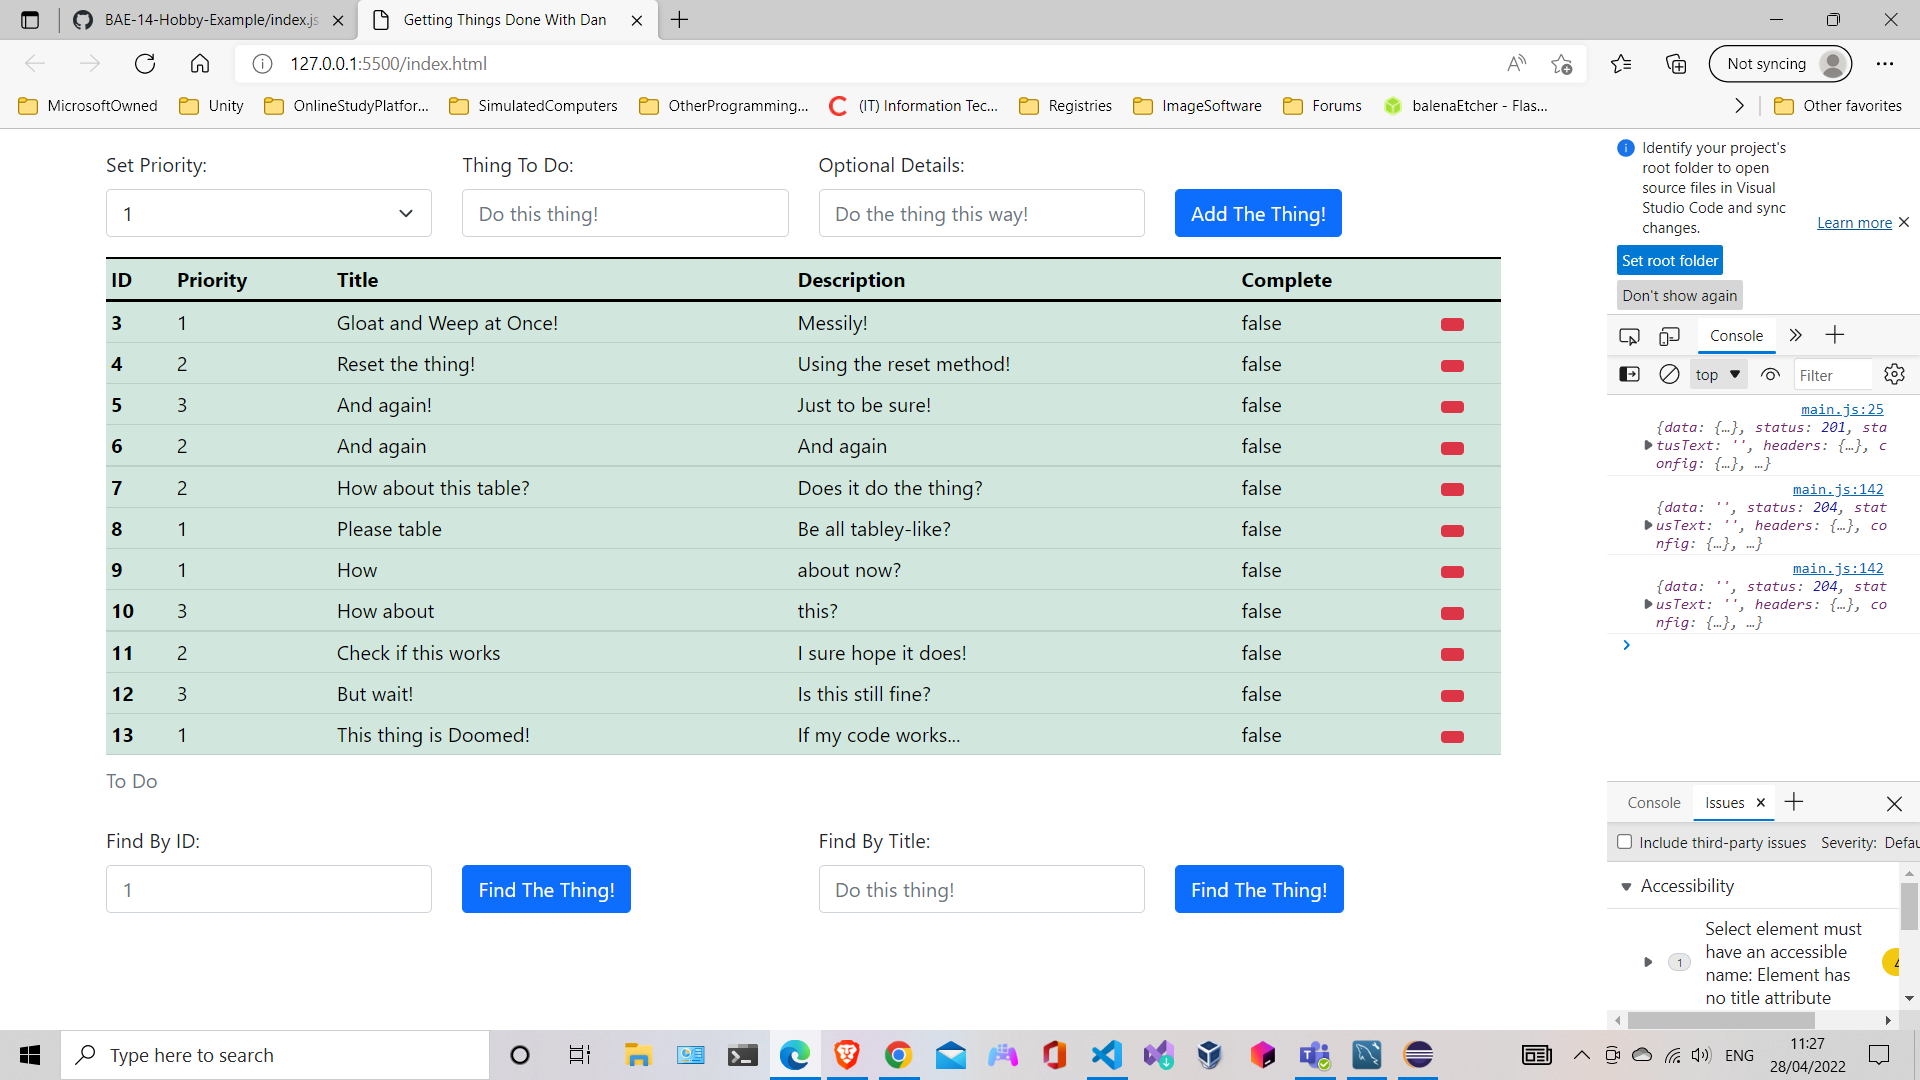 BAE-14-Hobby-Example/index.js
Getting Things Done With Dan
127.0.0.1:5500/index.html
Not syncing
MicrosoftOwned
Unity
OnlineStudyPlatfor...
SimulatedComputers
OtherProgramming...
(IT) Information Tec...
Registries
ImageSoftware
Forums
balenaEtcher - Flas...
Other favorites
Set Priority:
Thing To Do:
Optional Details:
1
Do this thing!
Do the thing this way!
Add The Thing!
ID Priority Title Description Complete
3 1 Gloat and Weep at Once! Messily! false
4 2 Reset the thing! Using the reset method! false
5 3 And again! Just to be sure! false
6 2 And again And again false
7 2 How about this table? Does it do the thing? false
8 1 Please table Be all tabley-like? false
9 1 How about now? false
10 3 How about this? false
11 2 Check if this works I sure hope it does! false
12 3 But wait! Is this still fine? false
13 1 This thing is Doomed! If my code works... false
To Do
Find By ID:
Find By Title:
1
Find The Thing!
Do this thing!
Find The Thing!
Identify your project's
root folder to open
source files in Visual
Studio Code and sync
changes.
Learn more
Set root folder
Don't show again
Console
top
Filter
main.js:25
{data: {…}, status: 201, sta
tusText: '', headers: {…}, c
onfig: {…}, …}
main.js:142
{data: '', status: 204, stat
usText: '', headers: {…}, co
nfig: {…}, …}
main.js:142
{data: '', status: 204, stat
usText: '', headers: {…}, co
nfig: {…}, …}
Console
Issues
Include third-party issues
Severity: Defau
Accessibility
1
Select element must
have an accessible
name: Element has
no title attribute
Type here to search
ENG
11:27
28/04/2022